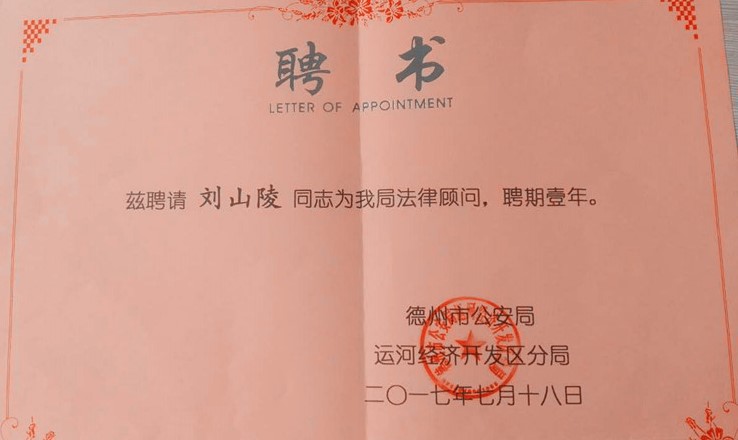 聘 书
LETTER OF APPOINTMENT
兹聘请 刘山陵 同志为我局法律顾问，聘期壹年。
德州市公安局
运河经济开发区分局
二〇一七年七月十八日